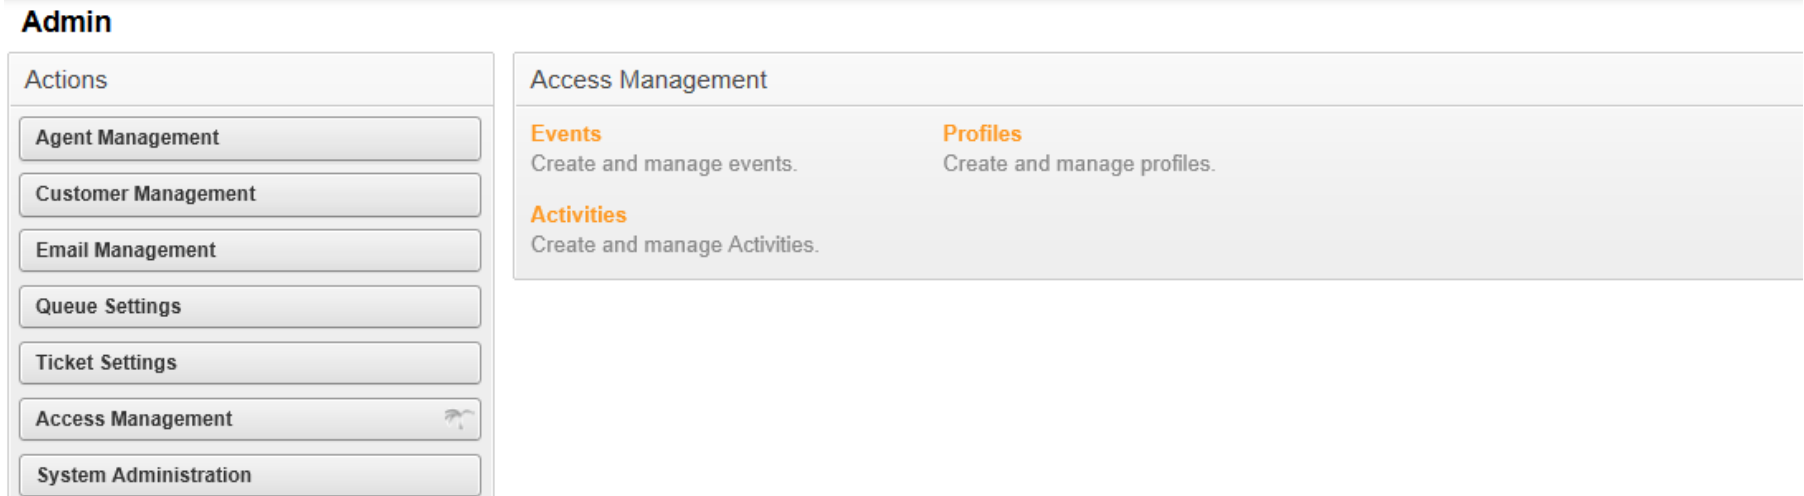 Admin
Actions
Agent Management
Customer Management
Email Management
Queue Settings
Ticket Settings
Access Management
System Administration
Access Management
Events
Create and manage events.
Profiles
Create and manage profiles.
Activities
Create and manage Activities.